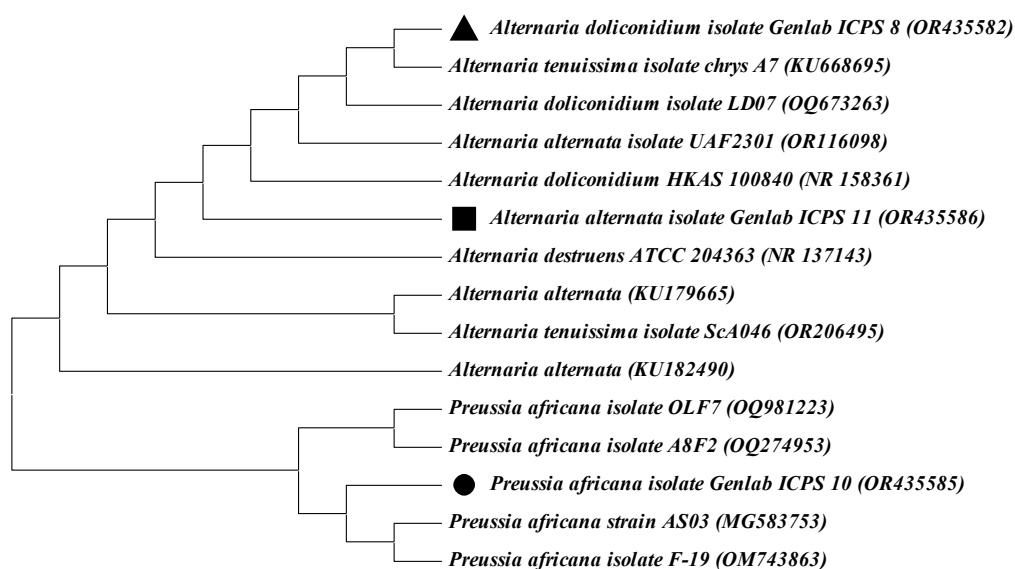 Alternaria doliconidium isolate Genlab ICPS 8 (OR435582)
Alternaria tenuissima isolate chrys A7 (KU668695)
Alternaria doliconidium isolate LD07 (OQ673263)
Alternaria alternata isolate UAF2301 (OR116098)
Alternaria doliconidium HKAS 100840 (NR 158361)
Alternaria alternata isolate Genlab ICPS 11 (OR435586)
Alternaria destruens ATCC 204363 (NR 137143)
Alternaria alternata (KU179665)
Alternaria tenuissima isolate ScA046 (OR206495)
Alternaria alternata (KU182490)
Preussia africana isolate OLF7 (OQ981223)
Preussia africana isolate A8F2 (OQ274953)
Preussia africana isolate Genlab ICPS 10 (OR435585)
Preussia africana strain AS03 (MG583753)
Preussia africana isolate F-19 (OM743863)